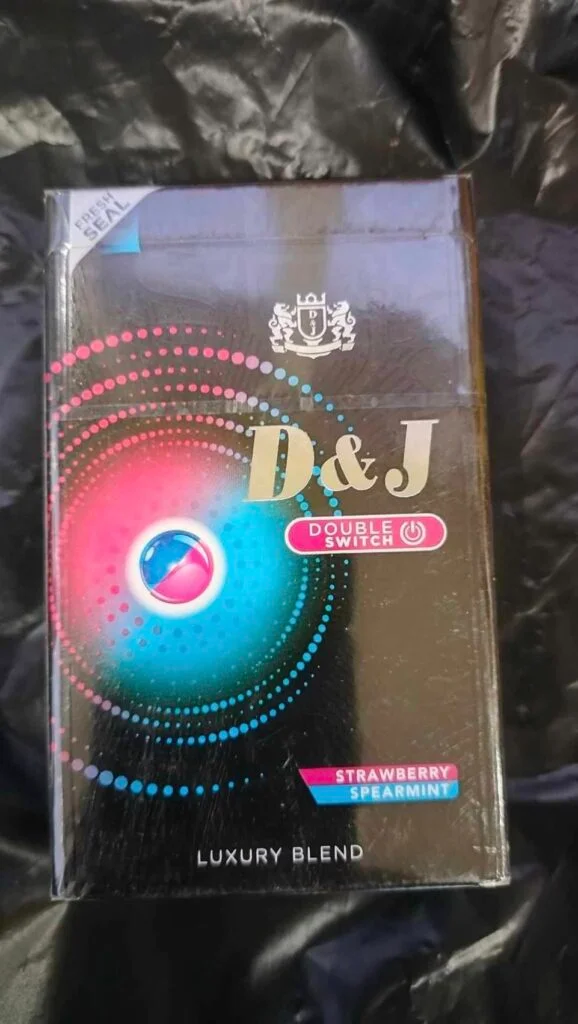 FRESH
SEAL
D
&
J
D&J
DOUBLE
SWITCH
STRAWBERRY
SPEARMINT
LUXURY BLEND